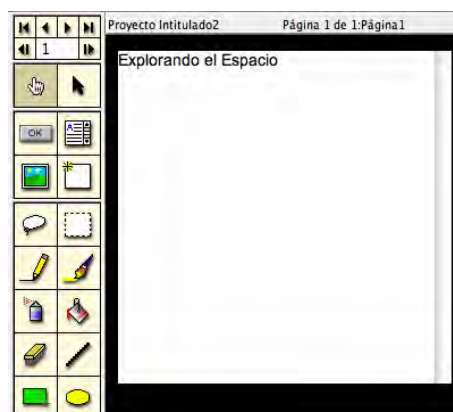 Proyecto Intitulado2 Página 1 de 1:Página1
1
Explorando el Espacio
OK
A